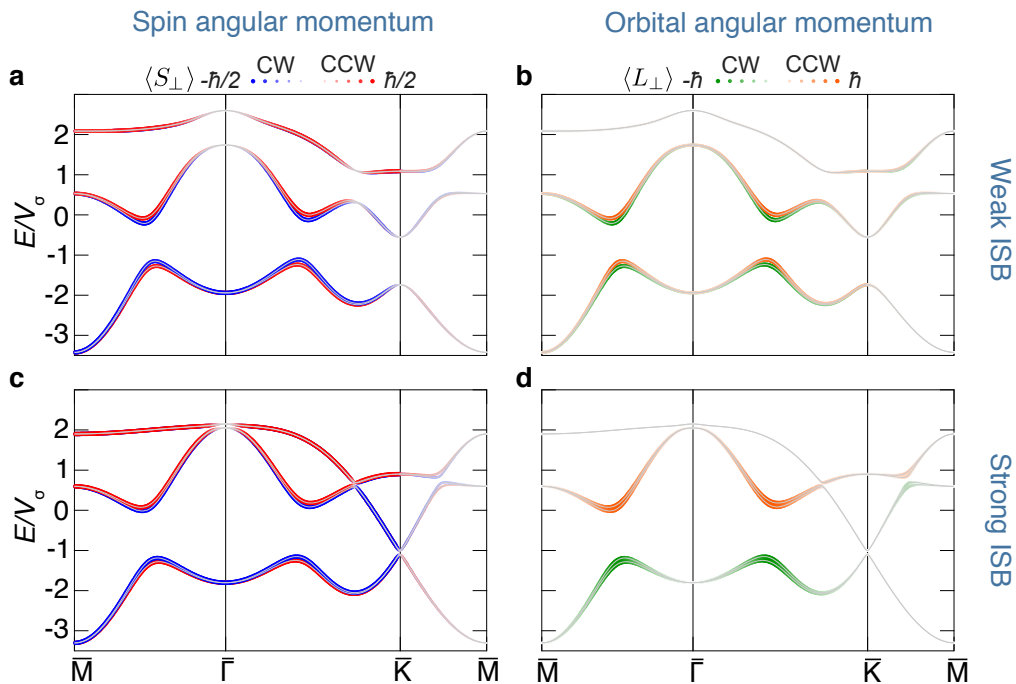 Spin angular momentum
Orbital angular momentum
a
⟨S⊥⟩ -ħ/2 CW CCW ħ/2
b
⟨L⊥⟩ -ħ CW CCW ħ
E/Vσ
2
1
0
-1
-2
-3
Weak ISB
c
d
E/Vσ
2
1
0
-1
-2
-3
Strong ISB
M̅ Γ̅ K̅ M̅
M̅ Γ̅ K̅ M̅